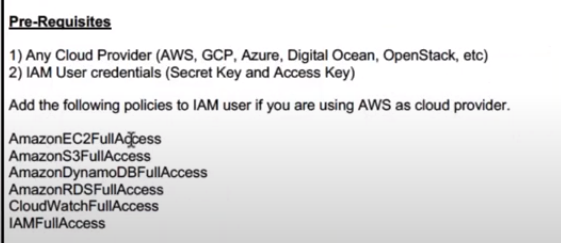 Pre-Requisites
1) Any Cloud Provider (AWS, GCP, Azure, Digital Ocean, OpenStack, etc)
2) IAM User credentials (Secret Key and Access Key)
Add the following policies to IAM user if you are using AWS as cloud provider.
AmazonEC2FullAccess
AmazonS3FullAccess
AmazonDynamoDBFullAccess
AmazonRDSFullAccess
CloudWatchFullAccess
IAMFullAccess